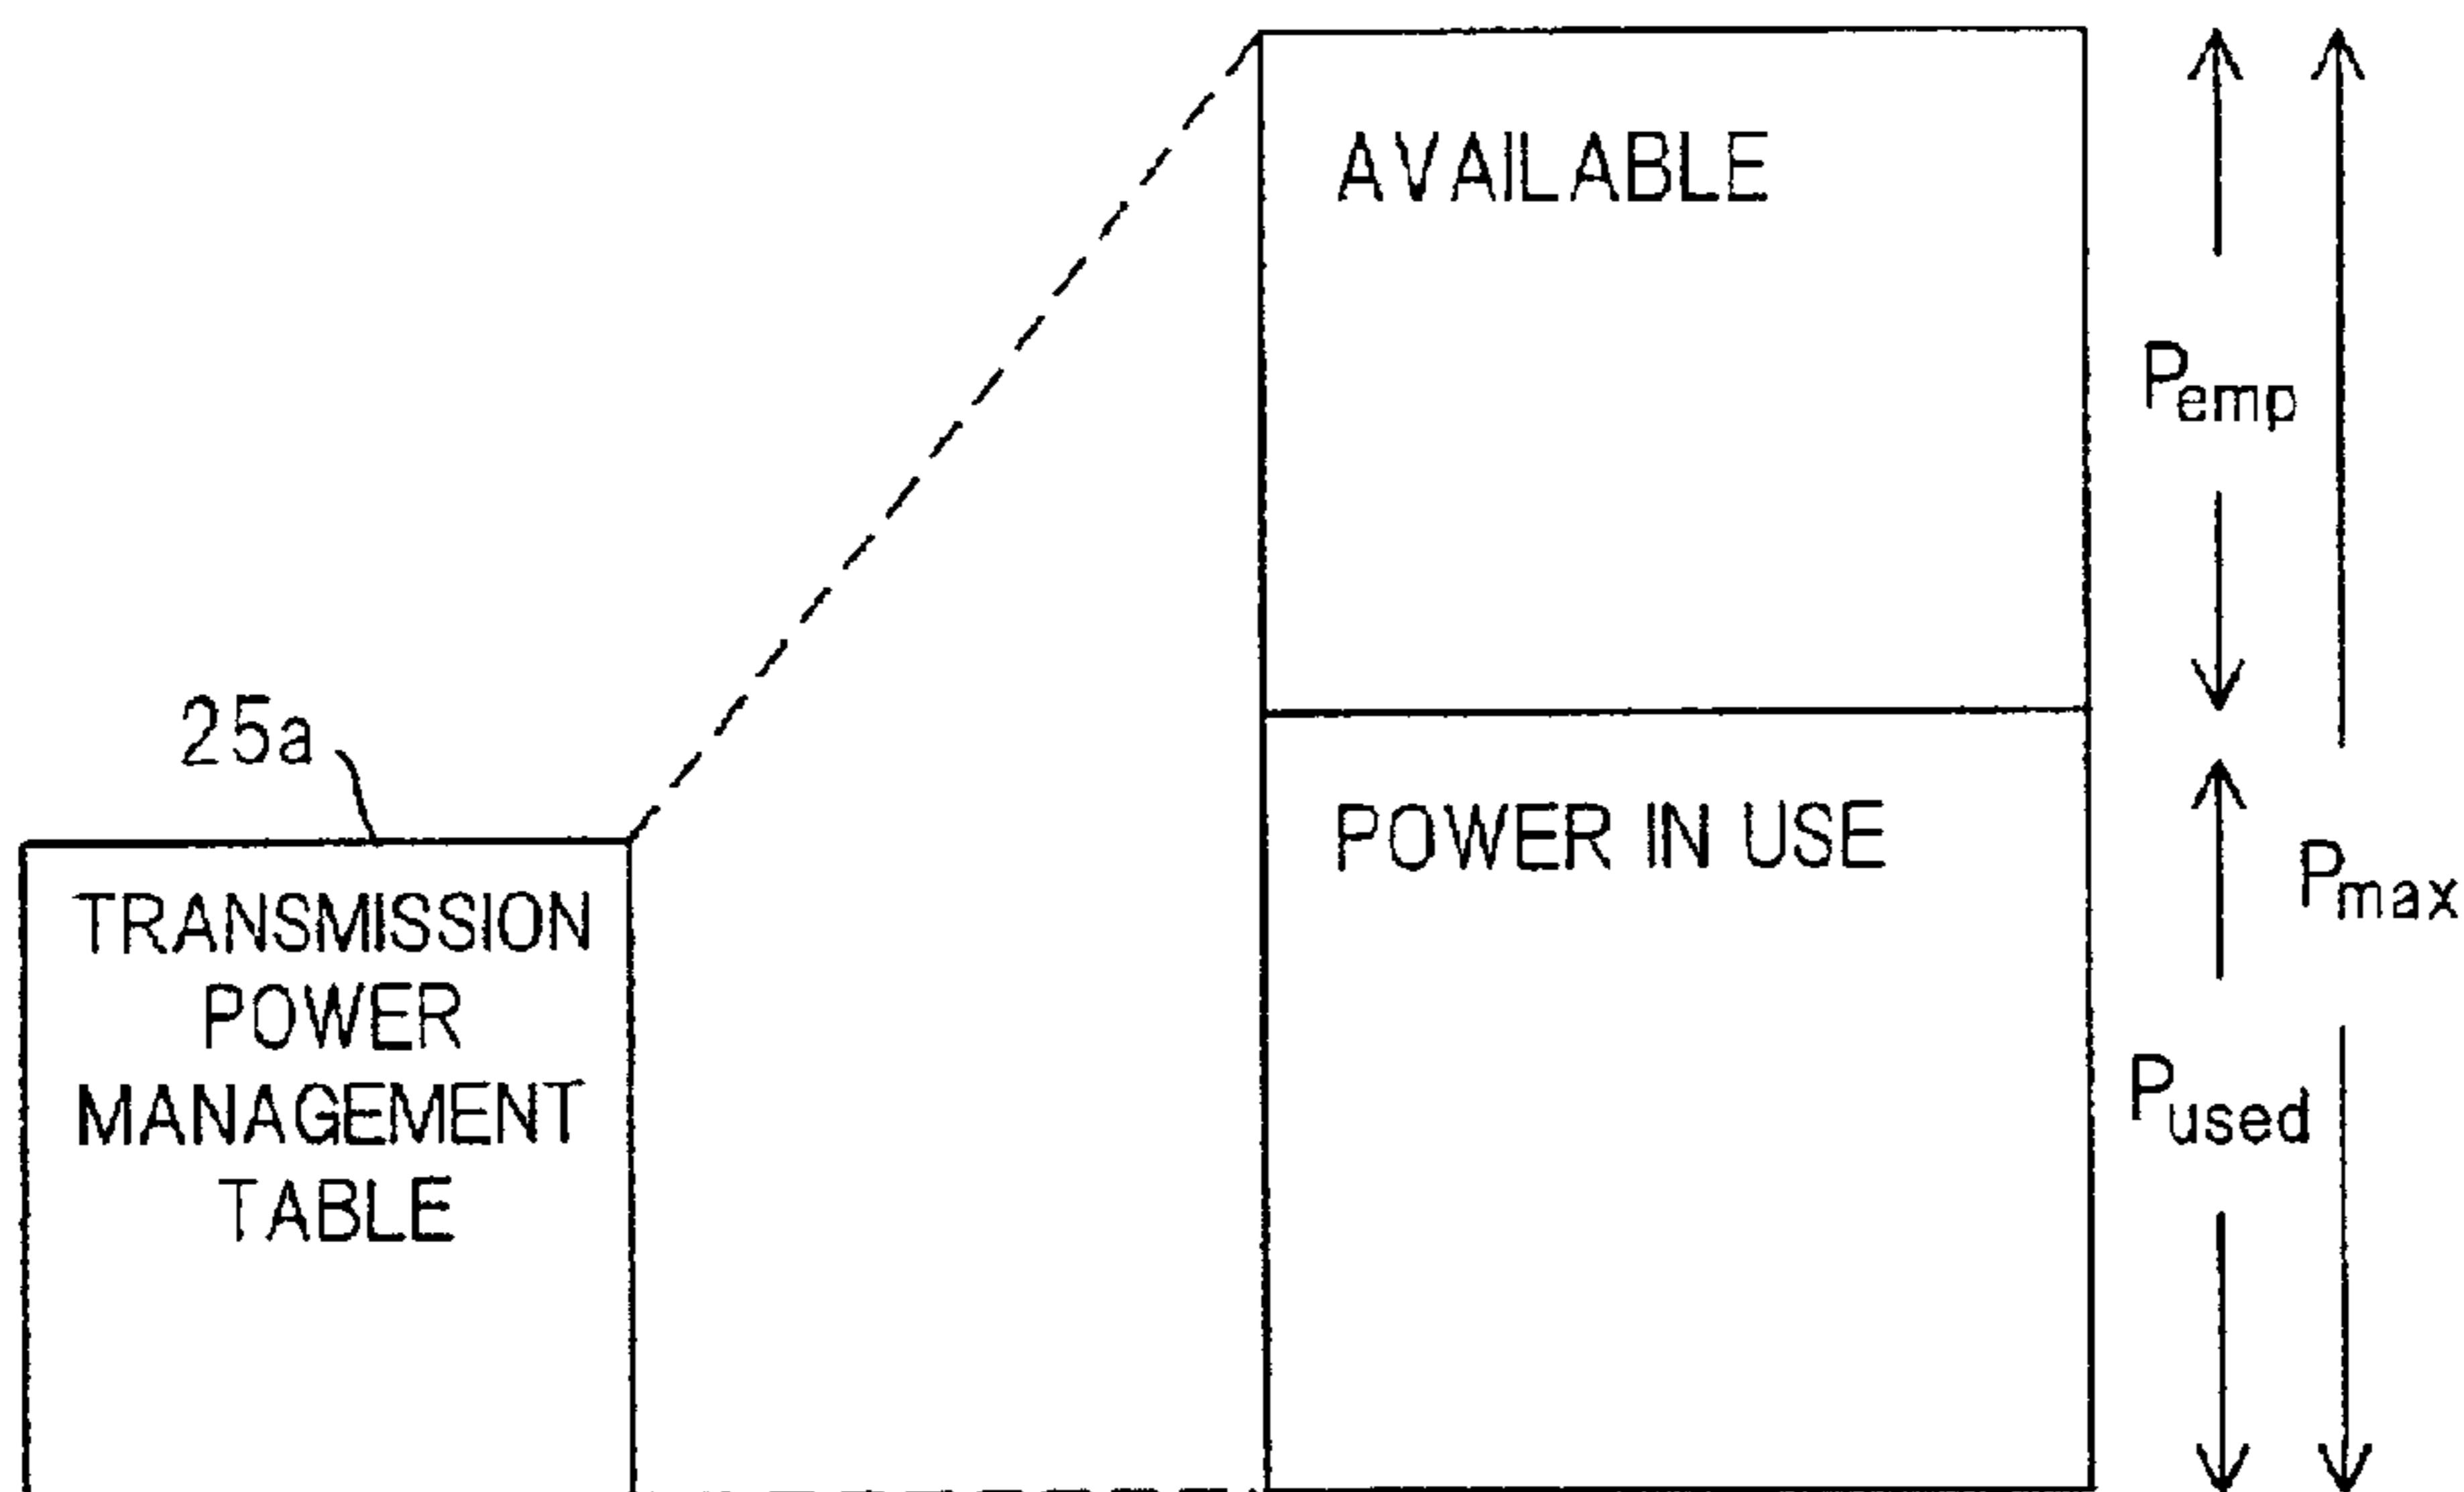 25a
TRANSMISSION
POWER
MANAGEMENT
TABLE
AVAILABLE
POWER IN USE
Pemp
Pused
Pmax